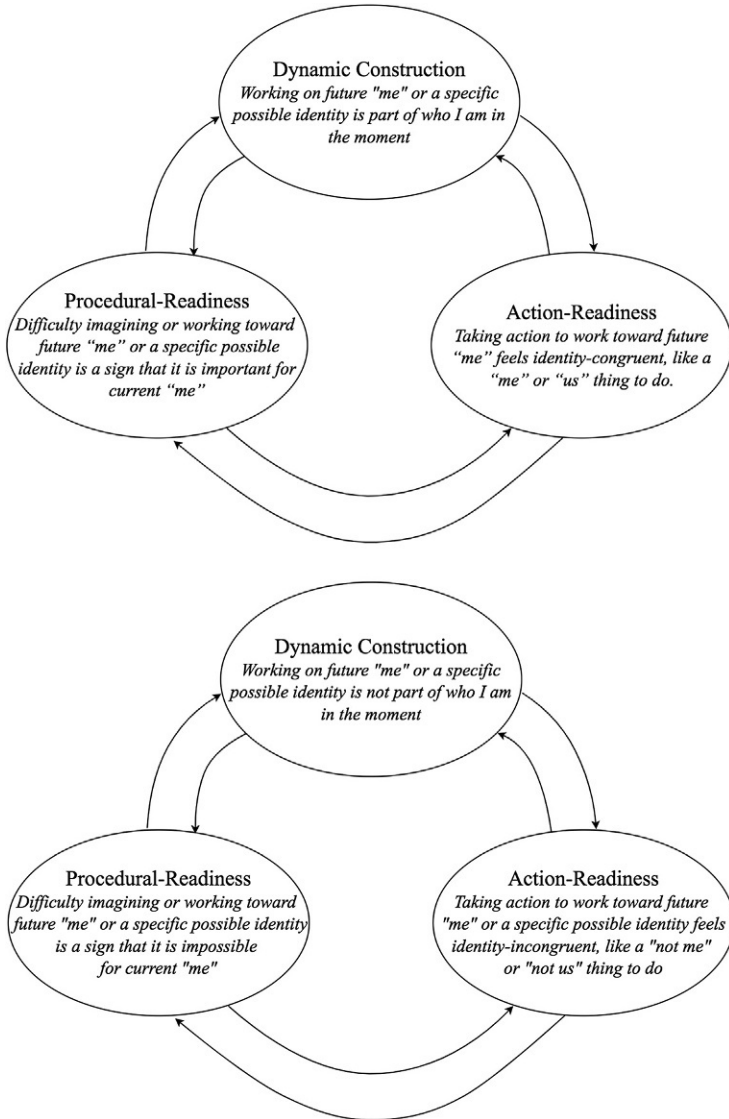 Dynamic Construction
Working on future "me" or a specific
possible identity is part of who I am in
the moment
Procedural-Readiness
Difficulty imagining or working toward
future “me” or a specific possible
identity is a sign that it is important for
current “me”
Action-Readiness
Taking action to work toward future
“me” feels identity-congruent, like a
“me” or “us” thing to do.
Dynamic Construction
Working on future "me" or a specific
possible identity is not part of who I am
in the moment
Procedural-Readiness
Difficulty imagining or working toward
future "me" or a specific possible identity
is a sign that it is impossible
for current "me"
Action-Readiness
Taking action to work toward future
"me" or a specific possible identity feels
identity-incongruent, like a "not me"
or "not us" thing to do